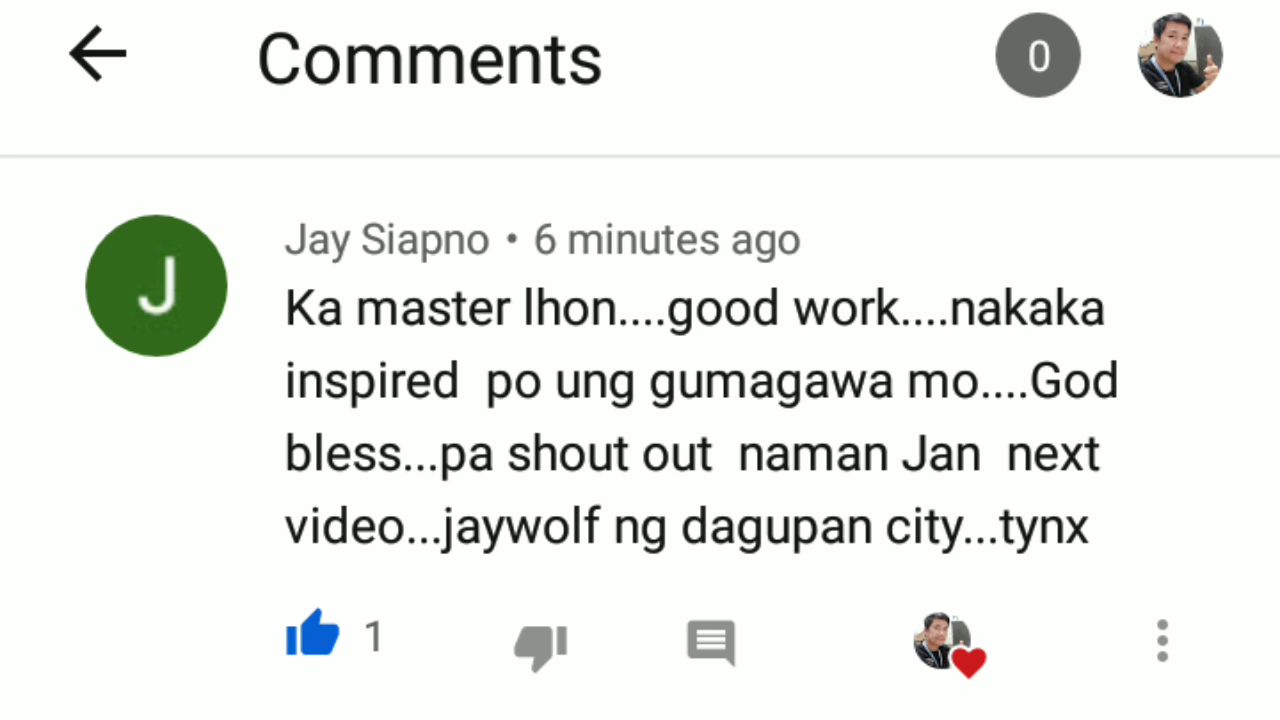 Comments
0
J
Jay Siapno • 6 minutes ago
Ka master lhon....good work....nakaka
inspired po ung gumagawa mo....God
bless...pa shout out naman Jan next
video...jaywolf ng dagupan city...tynx
1